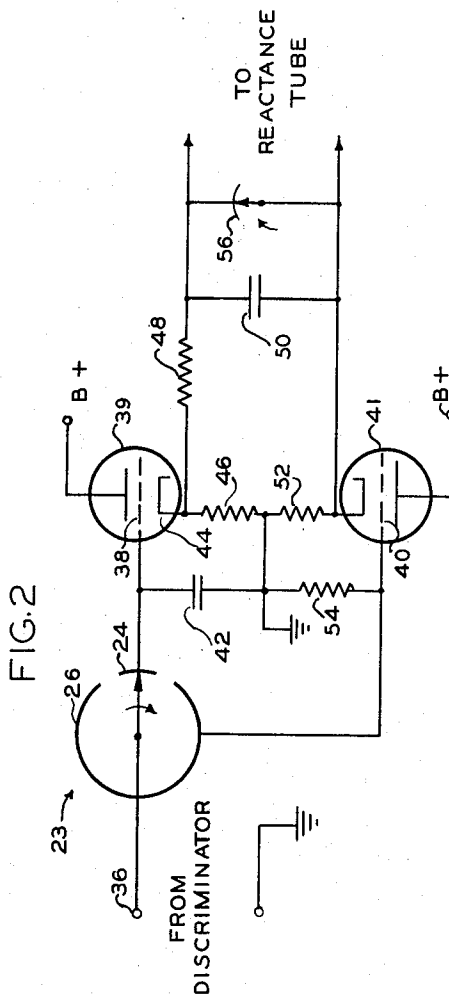 FIG.2
23
26
24
36
FROM
DISCRIMINATOR
38
39
B+
44
42
46
48
50
52
54
56
TO
REACTANCE
TUBE
40
41
B+